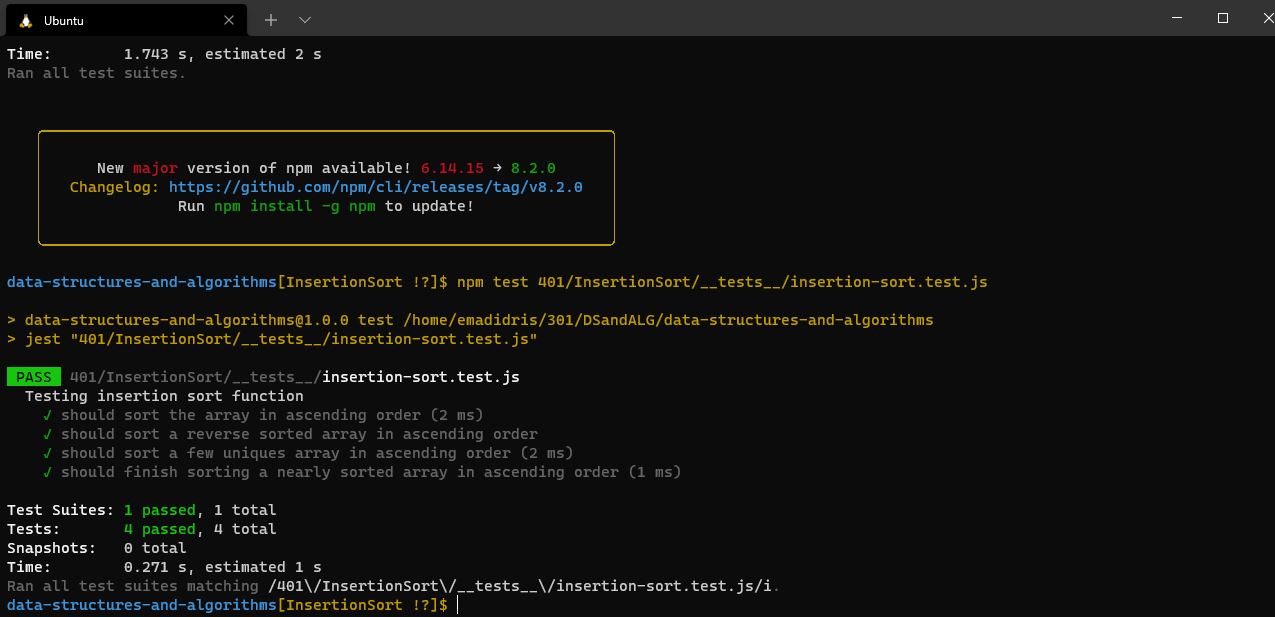 Ubuntu
Time:        1.743 s, estimated 2 s
Ran all test suites.
New major version of npm available! 6.14.15 → 8.2.0
Changelog: https://github.com/npm/cli/releases/tag/v8.2.0
Run npm install -g npm to update!
data-structures-and-algorithms[InsertionSort !?]$ npm test 401/InsertionSort/__tests__/insertion-sort.test.js
> data-structures-and-algorithms@1.0.0 test /home/emadidris/301/DSandALG/data-structures-and-algorithms
> jest "401/InsertionSort/__tests__/insertion-sort.test.js"
PASS 401/InsertionSort/__tests__/insertion-sort.test.js
Testing insertion sort function
√ should sort the array in ascending order (2 ms)
√ should sort a reverse sorted array in ascending order
√ should sort a few uniques array in ascending order (2 ms)
√ should finish sorting a nearly sorted array in ascending order (1 ms)
Test Suites: 1 passed, 1 total
Tests:       4 passed, 4 total
Snapshots:   0 total
Time:        0.271 s, estimated 1 s
Ran all test suites matching /401\/InsertionSort\/__tests__\/insertion-sort.test.js/i.
data-structures-and-algorithms[InsertionSort !?]$